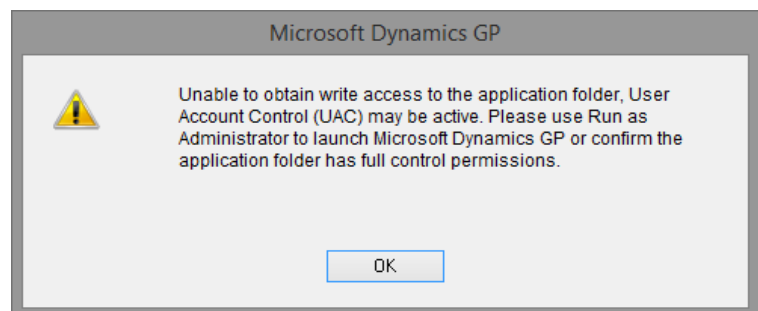 Microsoft Dynamics GP
Unable to obtain write access to the application folder, User
Account Control (UAC) may be active. Please use Run as
Administrator to launch Microsoft Dynamics GP or confirm the
application folder has full control permissions.
OK